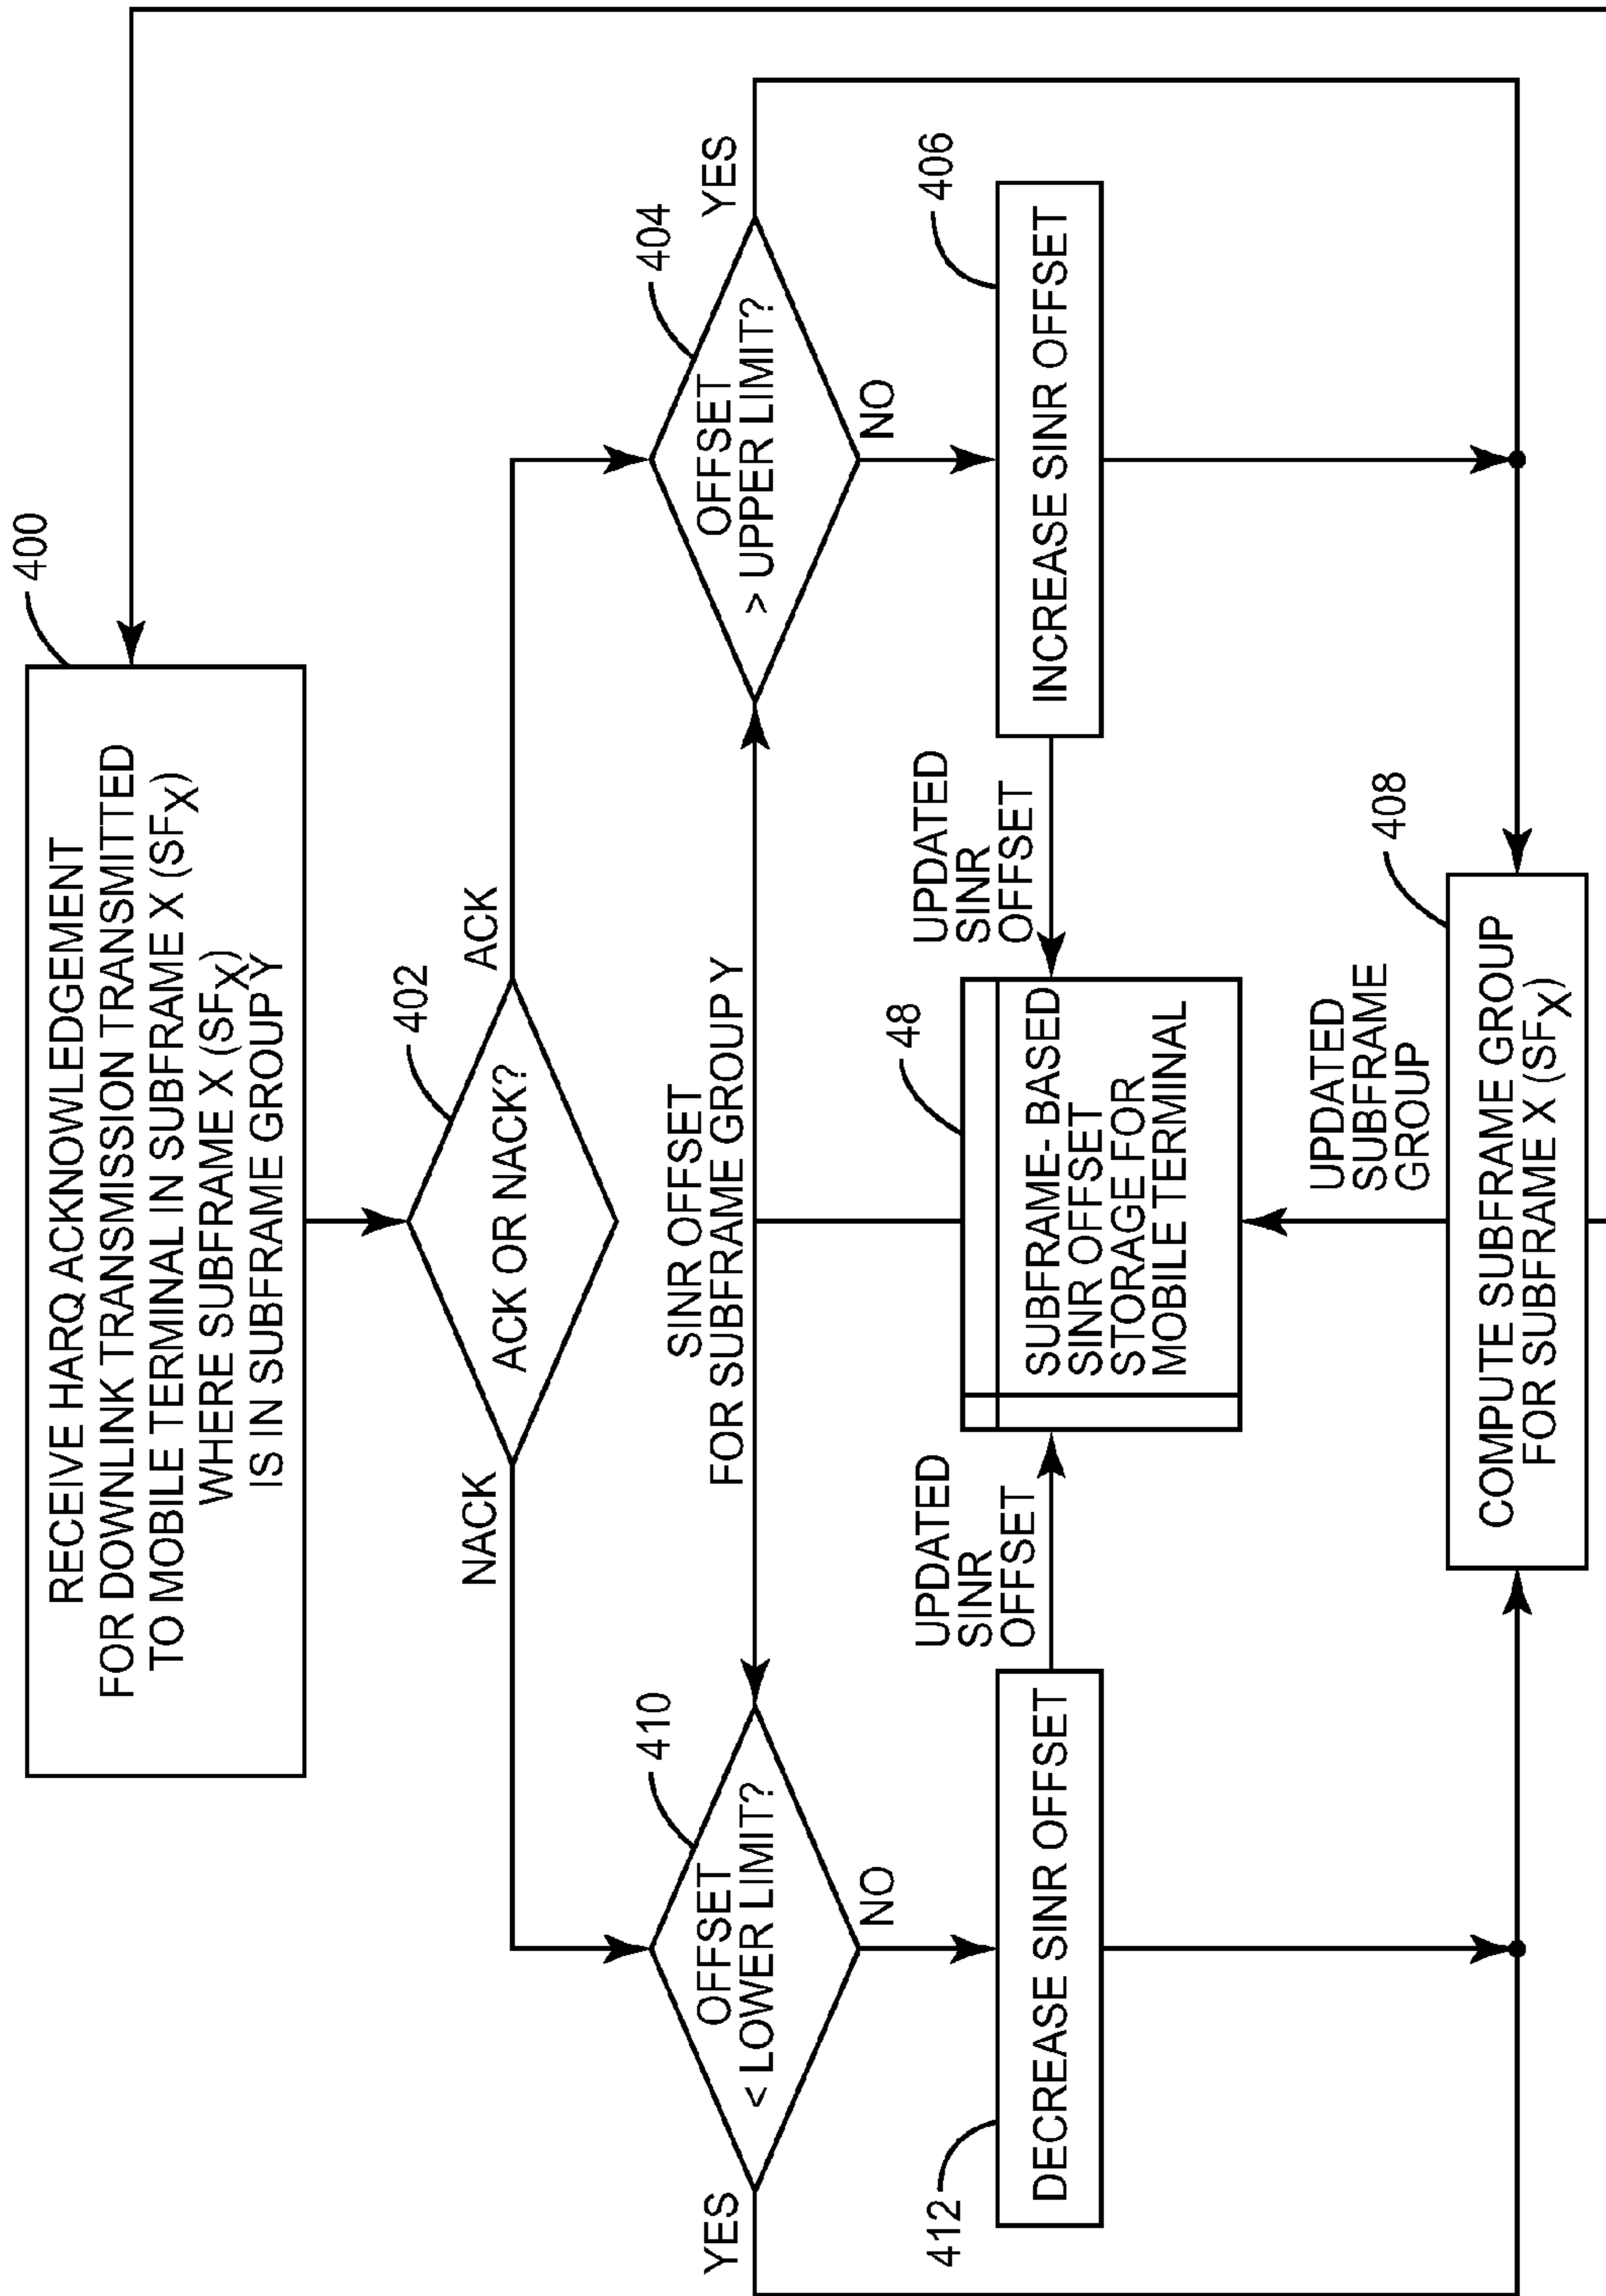 400
RECEIVE HARQ ACKNOWLEDGEMENT
FOR DOWNLINK TRANSMISSION TRANSMITTED
TO MOBILE TERMINAL IN SUBFRAME X (SFX)
WHERE SUBFRAME X (SFX)
IS IN SUBFRAME GROUP Y
402
ACK OR NACK?
NACK
ACK
410
OFFSET
< LOWER LIMIT?
YES
NO
SINR OFFSET
FOR SUBFRAME GROUP Y
404
OFFSET
> UPPER LIMIT?
YES
NO
412
DECREASE SINR OFFSET
UPDATED
SINR
OFFSET
48
SUBFRAME- BASED
SINR OFFSET
STORAGE FOR
MOBILE TERMINAL
UPDATED
SINR
OFFSET
406
INCREASE SINR OFFSET
UPDATED
SUBFRAME
GROUP
408
COMPUTE SUBFRAME GROUP
FOR SUBFRAME X (SFX)